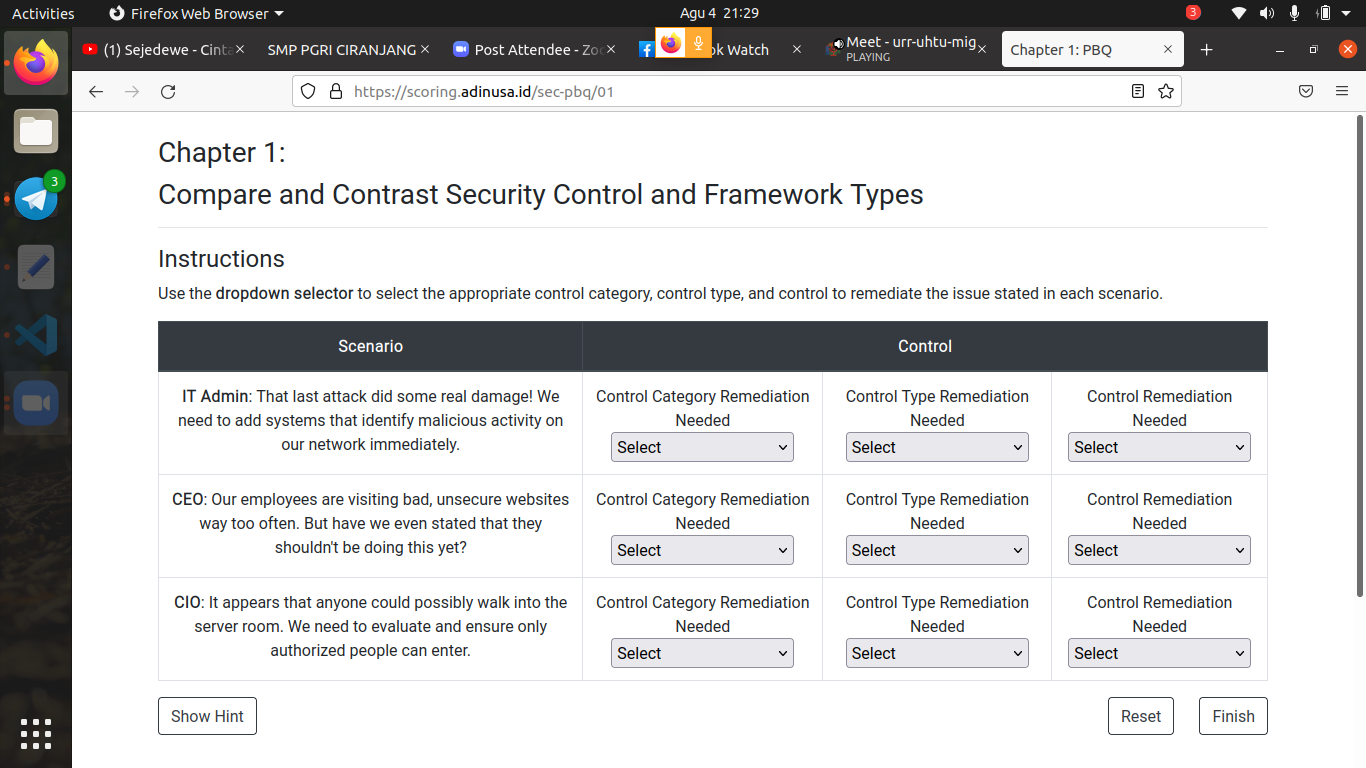 Activities
Firefox Web Browser
Agu 4 21:29
3
(1) Sejedewe - Cinta
SMP PGRI CIRANJANG
Post Attendee - Zoo
ok Watch
Meet - urr-uhtu-mig
PLAYING
Chapter 1: PBQ
https://scoring.adinusa.id/sec-pbq/01
3
Chapter 1:
Compare and Contrast Security Control and Framework Types
Instructions
Use the dropdown selector to select the appropriate control category, control type, and control to remediate the issue stated in each scenario.
Scenario
Control
IT Admin: That last attack did some real damage! We
need to add systems that identify malicious activity on
our network immediately.
Control Category Remediation
Needed
Select
Control Type Remediation
Needed
Select
Control Remediation
Needed
Select
CEO: Our employees are visiting bad, unsecure websites
way too often. But have we even stated that they
shouldn't be doing this yet?
Control Category Remediation
Needed
Select
Control Type Remediation
Needed
Select
Control Remediation
Needed
Select
CIO: It appears that anyone could possibly walk into the
server room. We need to evaluate and ensure only
authorized people can enter.
Control Category Remediation
Needed
Select
Control Type Remediation
Needed
Select
Control Remediation
Needed
Select
Show Hint
Reset
Finish